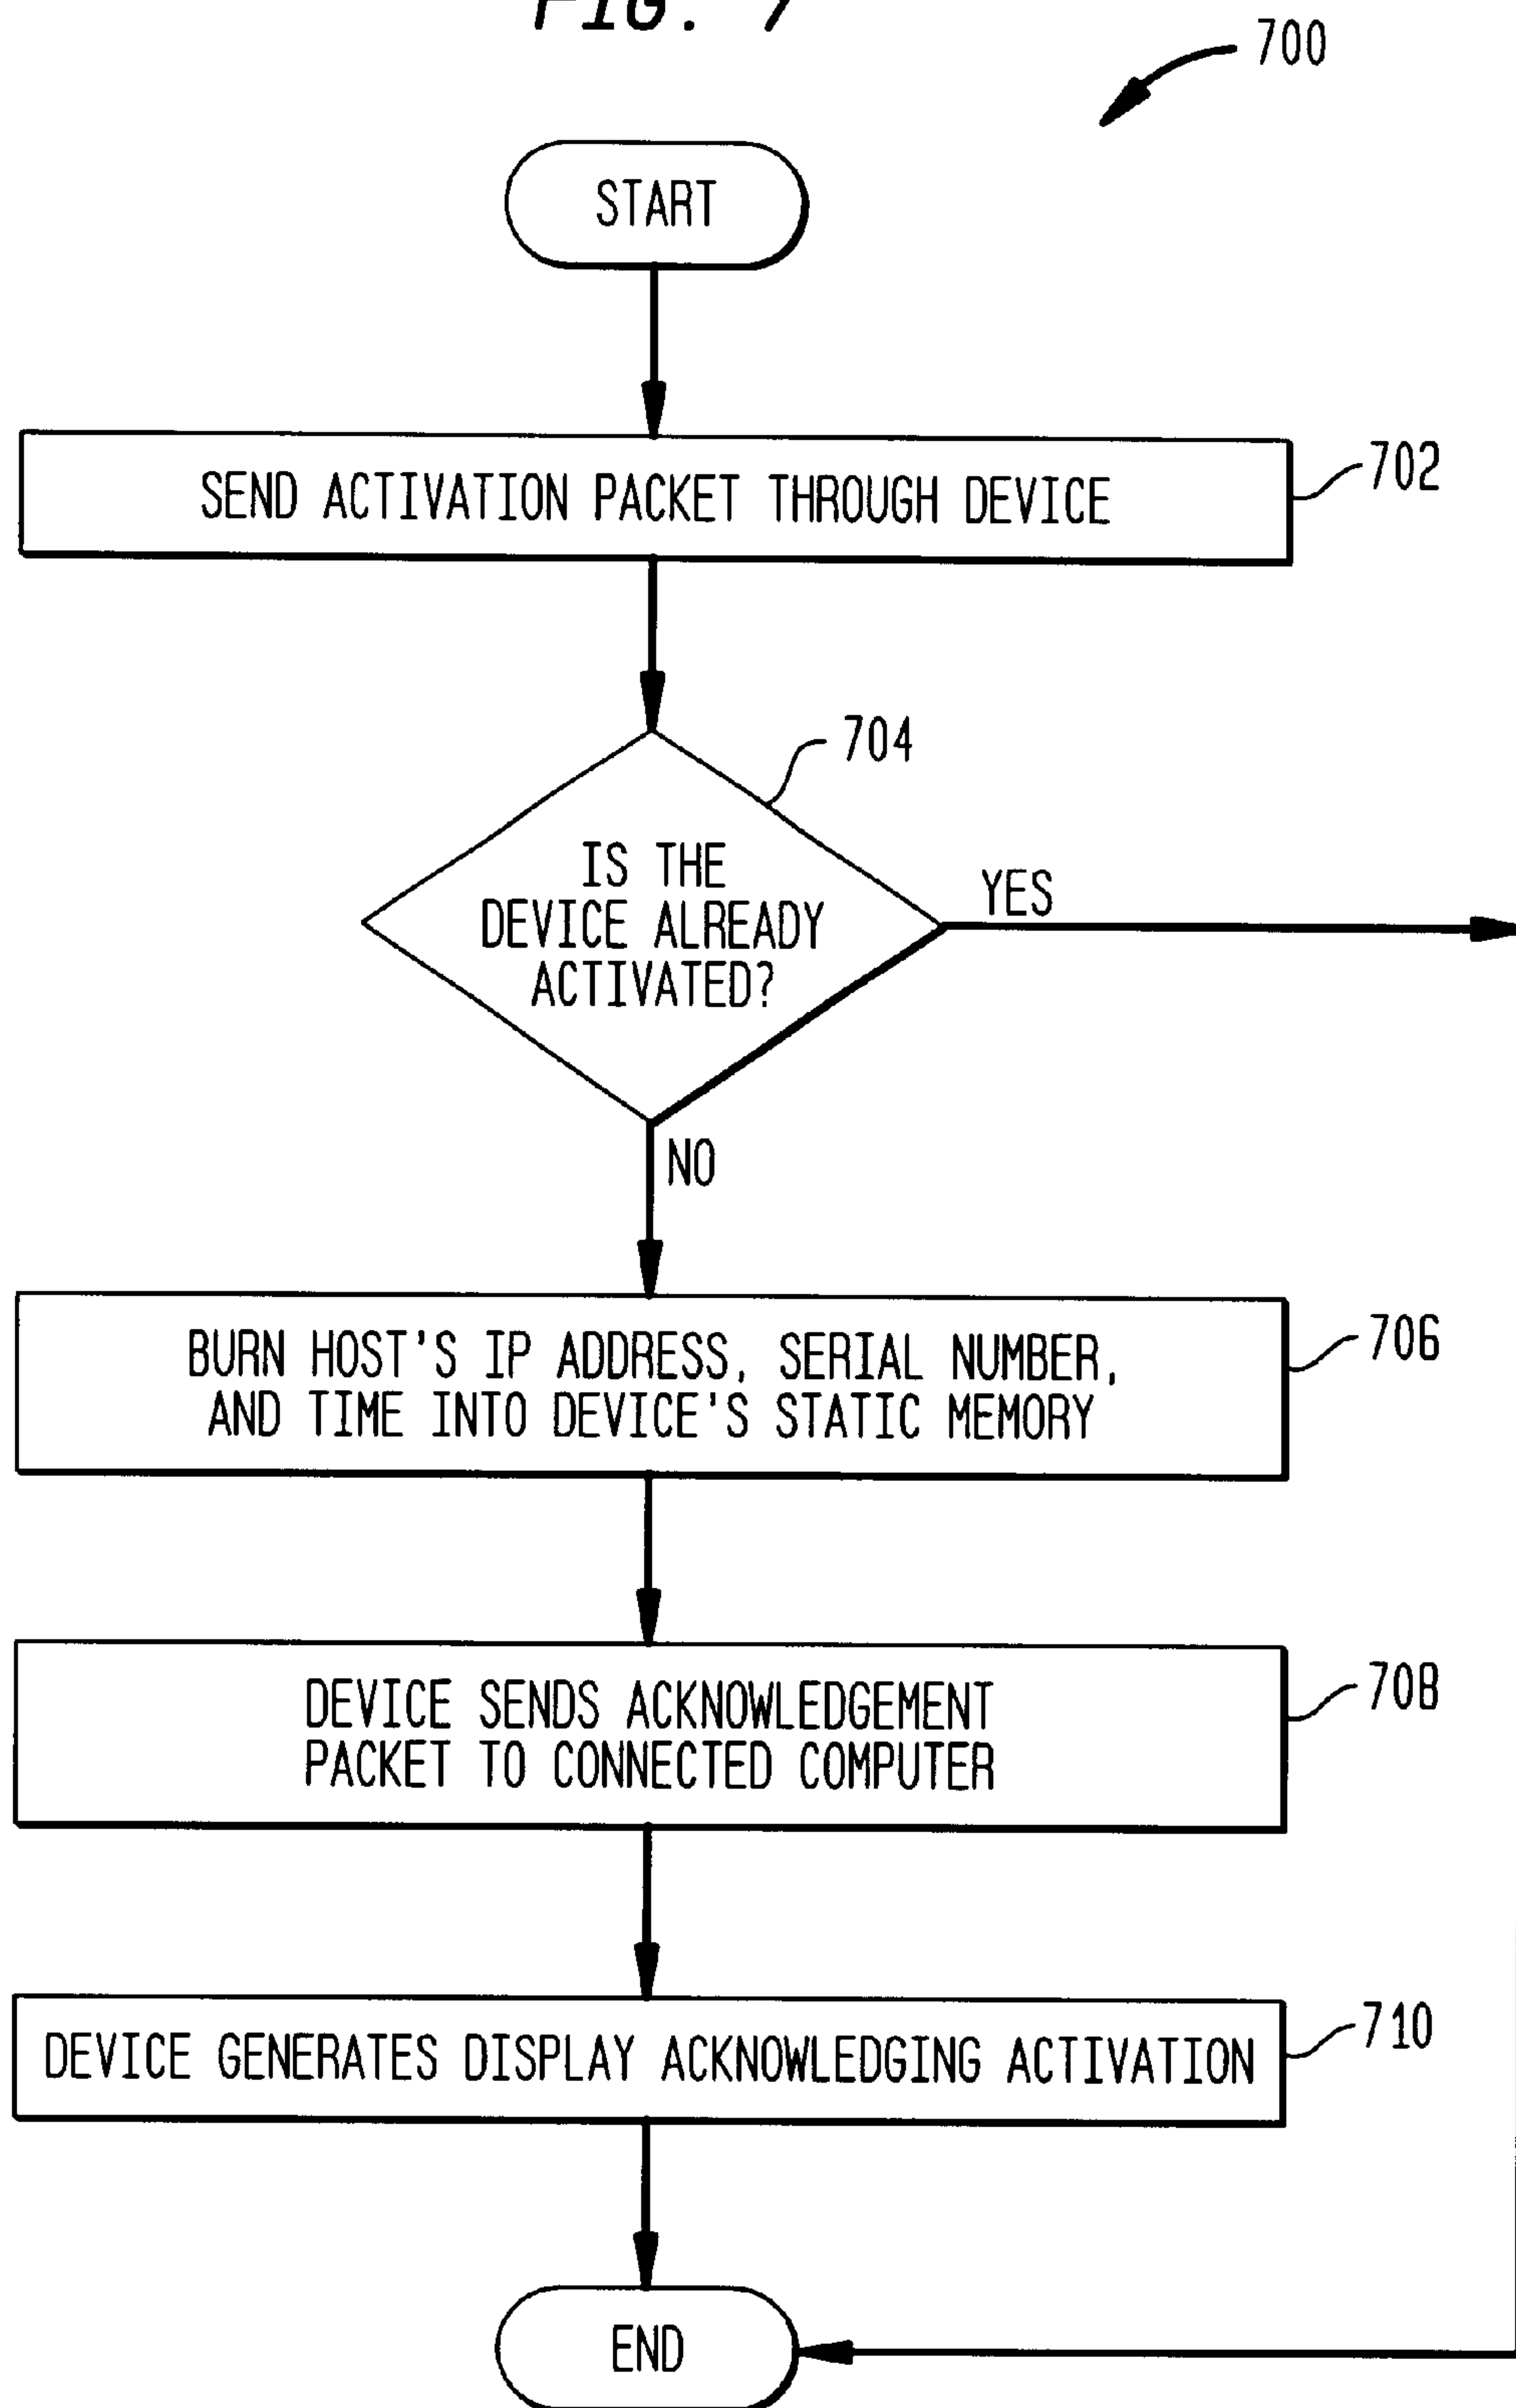 FIG. 7
700
START
SEND ACTIVATION PACKET THROUGH DEVICE
702
704
IS THE
DEVICE ALREADY
ACTIVATED?
YES
NO
BURN HOST'S IP ADDRESS, SERIAL NUMBER,
AND TIME INTO DEVICE'S STATIC MEMORY
706
DEVICE SENDS ACKNOWLEDGEMENT
PACKET TO CONNECTED COMPUTER
708
DEVICE GENERATES DISPLAY ACKNOWLEDGING ACTIVATION
710
END